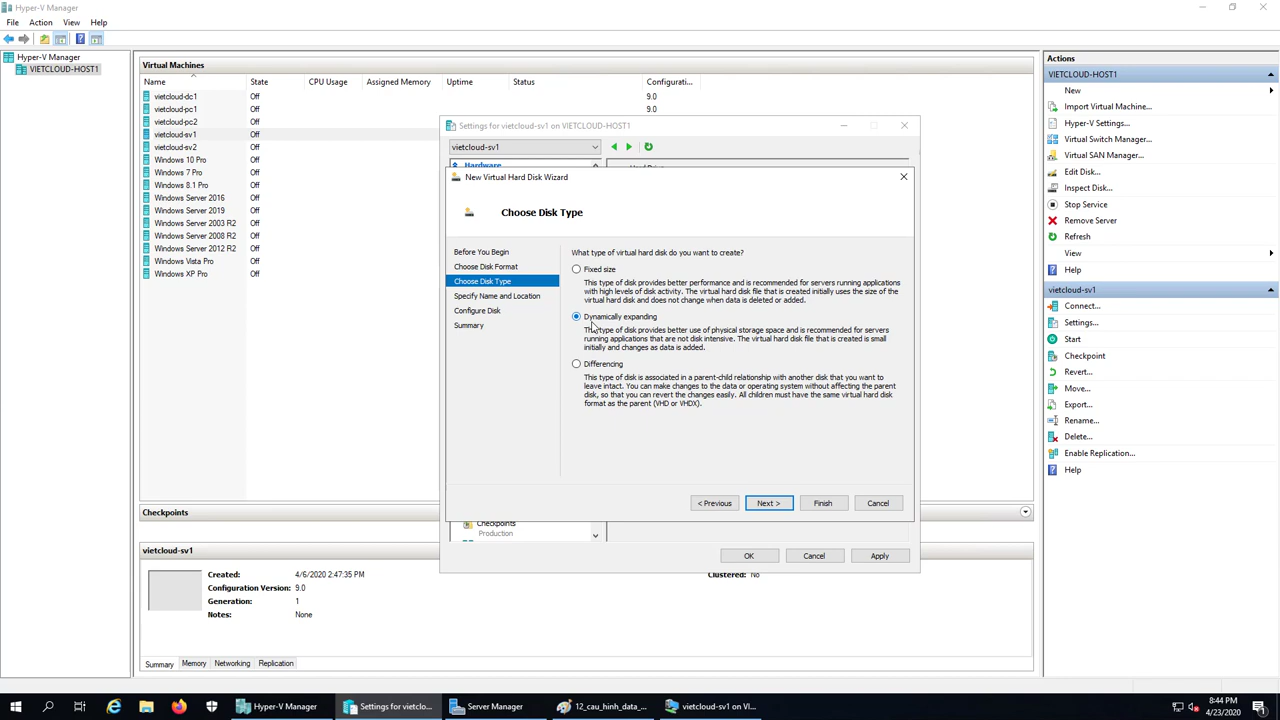 Hyper-V Manager
File Action View Help
Hyper-V Manager
VIETCLOUD-HOST1
Virtual Machines
Name State CPU Usage Assigned Memory Uptime Status Configurati...
vietcloud-dc1 Off 9.0
vietcloud-pc1 Off 9.0
vietcloud-pc2 Off
vietcloud-sv1 Off
vietcloud-sv2 Off
Windows 10 Pro Off
Windows 7 Pro Off
Windows 8.1 Pro Off
Windows Server 2016 Off
Windows Server 2019 Off
Windows Server 2003 R2 Off
Windows Server 2008 R2 Off
Windows Server 2012 R2 Off
Windows Vista Pro Off
Windows XP Pro Off
Checkpoints
vietcloud-sv1
Created: 4/6/2020 2:47:35 PM
Configuration Version: 9.0
Generation: 1
Notes: None
Clustered: No
Summary Memory Networking Replication
Settings for vietcloud-sv1 on VIETCLOUD-HOST1
vietcloud-sv1
Hardware
New Virtual Hard Disk Wizard
Choose Disk Type
Before You Begin
Choose Disk Format
Choose Disk Type
Specify Name and Location
Configure Disk
Summary
What type of virtual hard disk do you want to create?
Fixed size
This type of disk provides better performance and is recommended for servers running applications
with high levels of disk activity. The virtual hard disk file that is created initially uses the size of the
virtual hard disk and does not change when data is deleted or added.
Dynamically expanding
This type of disk provides better use of physical storage space and is recommended for servers
running applications that are not disk intensive. The virtual hard disk file that is created is small
initially and changes as data is added.
Differencing
This type of disk is associated in a parent-child relationship with another disk that you want to
leave intact. You can make changes to the data or operating system without affecting the parent
disk, so that you can revert the changes easily. All children must have the same virtual hard disk
format as the parent (VHD or VHDX).
< Previous Next > Finish Cancel
Checkpoints
Production
OK Cancel Apply
Actions
VIETCLOUD-HOST1
New
Import Virtual Machine...
Hyper-V Settings...
Virtual Switch Manager...
Virtual SAN Manager...
Edit Disk...
Inspect Disk...
Stop Service
Remove Server
Refresh
View
Help
vietcloud-sv1
Connect...
Settings...
Start
Checkpoint
Revert...
Move...
Export...
Rename...
Delete...
Enable Replication...
Help
Hyper-V Manager
Settings for vietclo...
Server Manager
12_cau_hinh_data_...
vietcloud-sv1 on VI...
8:44 PM
4/23/2020